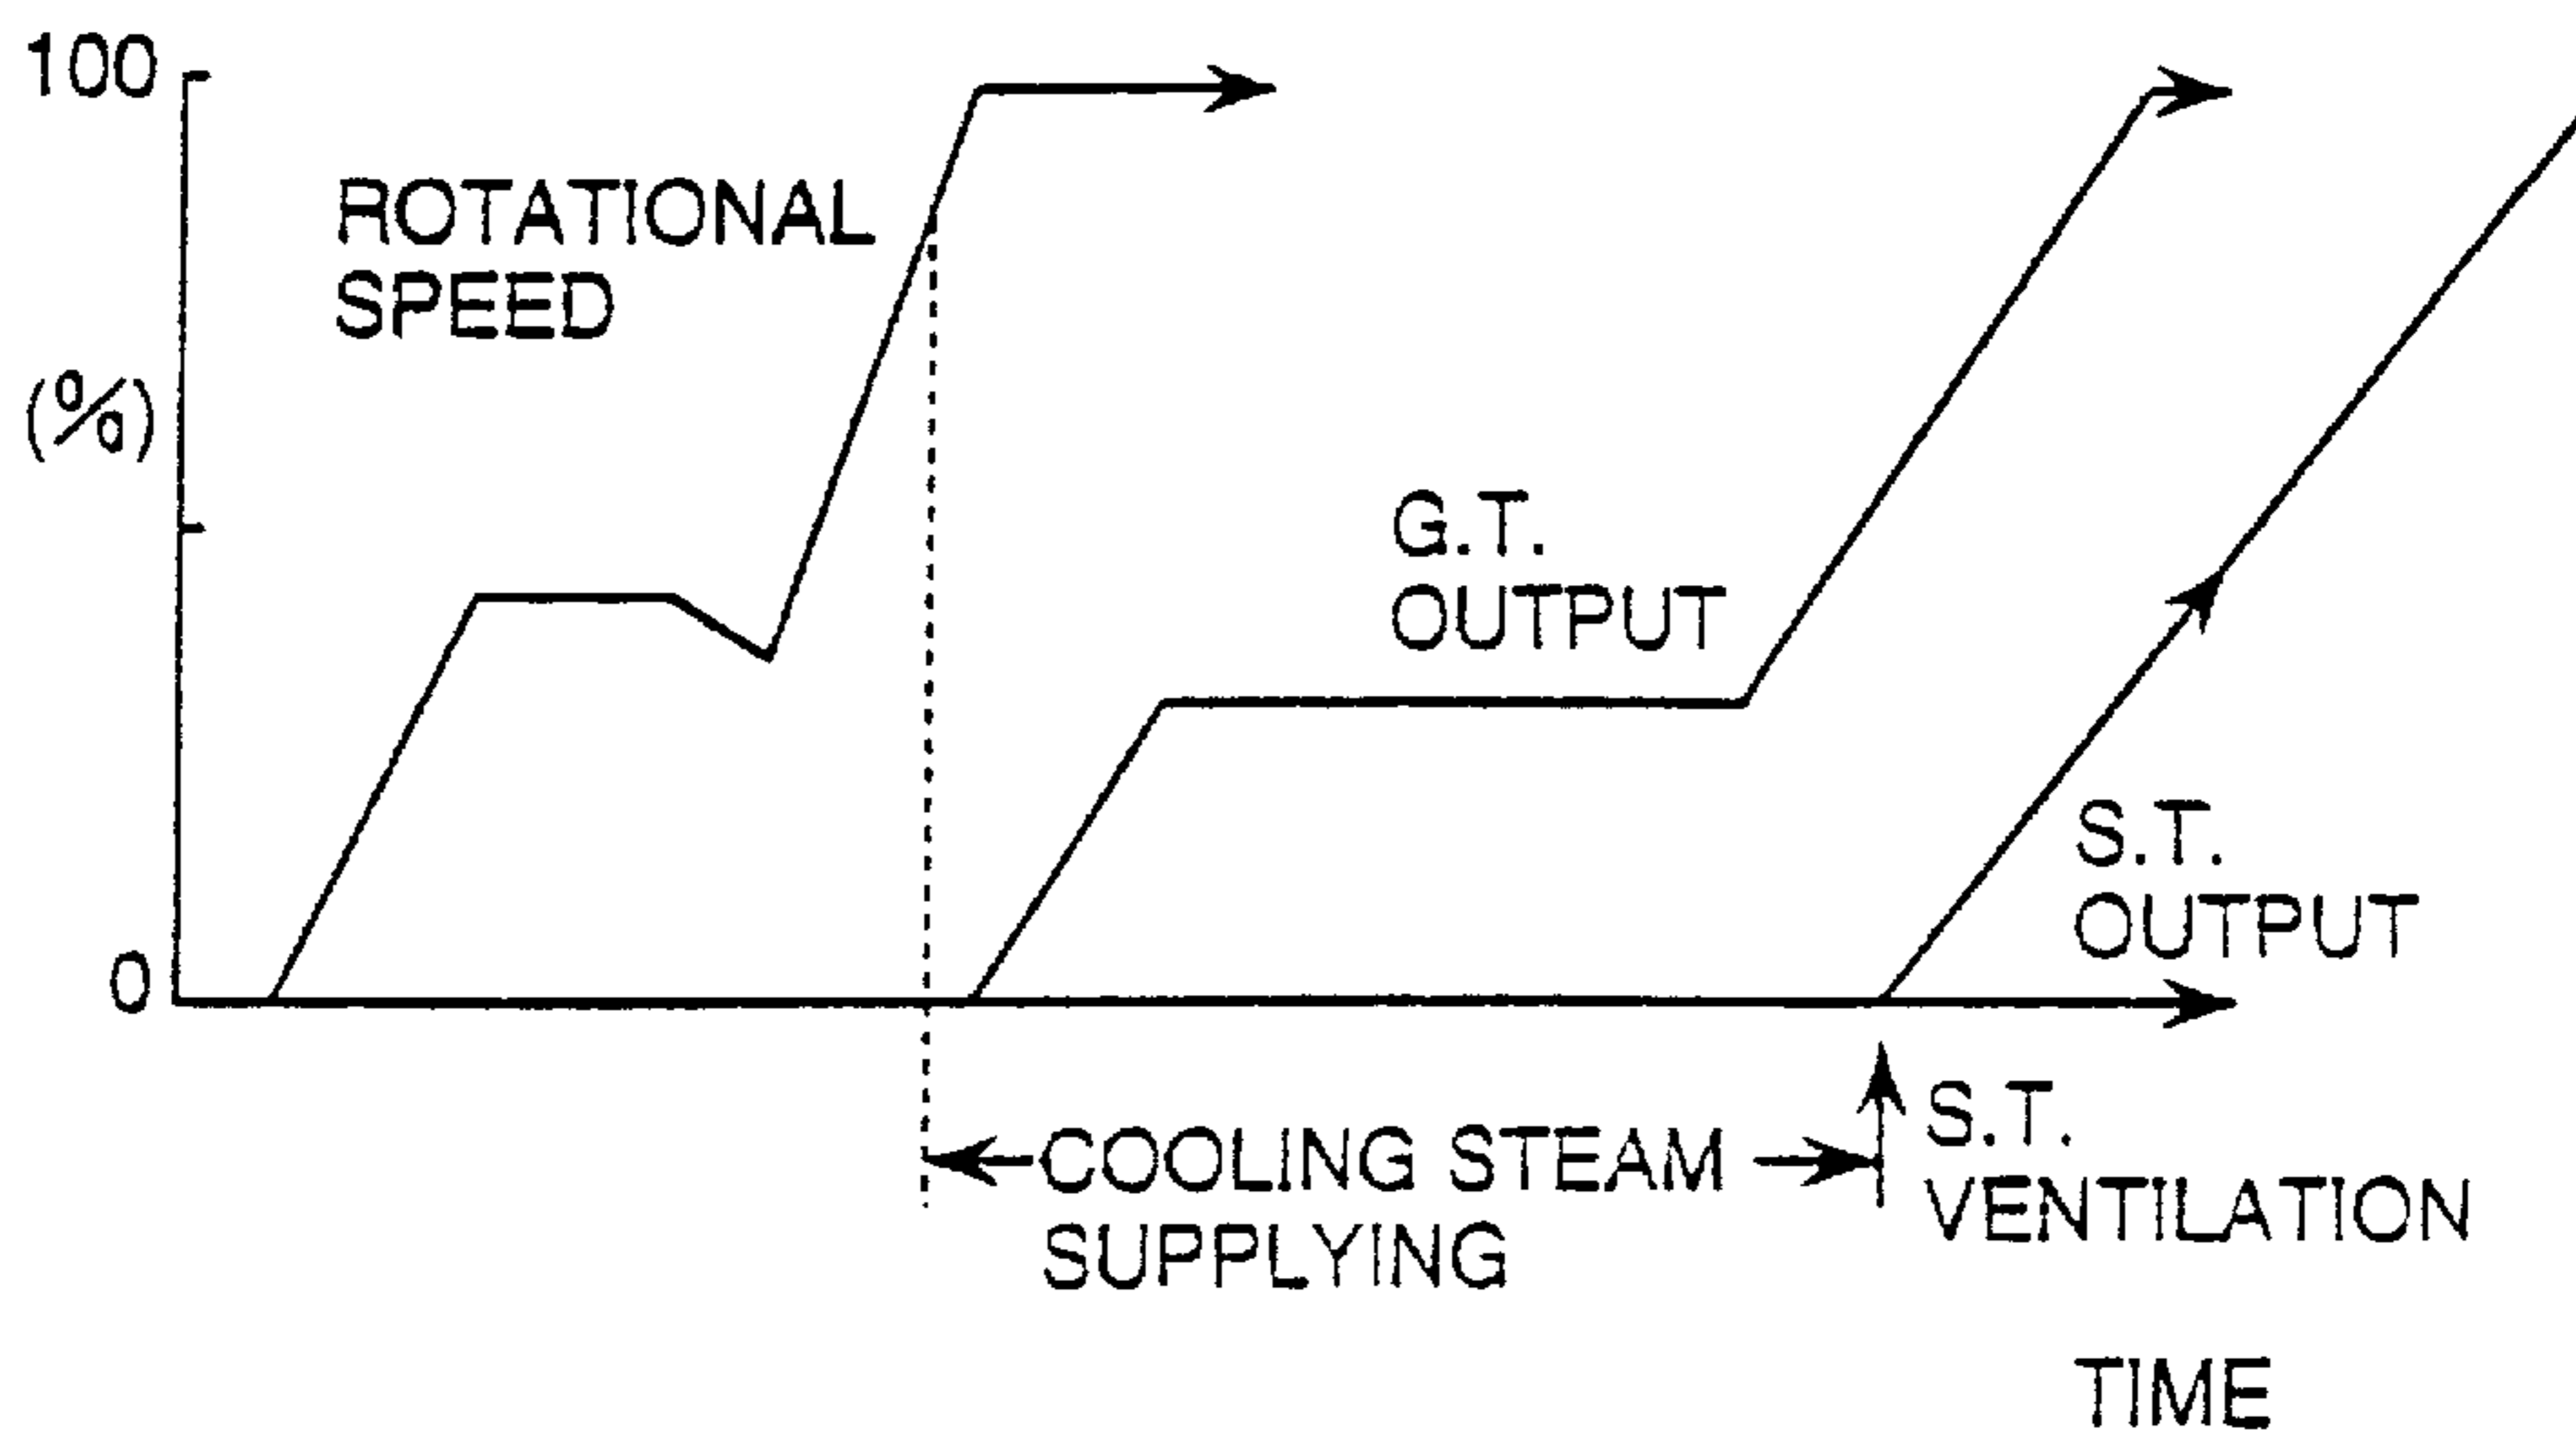 100
ROTATIONAL
SPEED
(%)
G.T.
OUTPUT
S.T.
OUTPUT
0
COOLING STEAM
SUPPLYING
S.T.
VENTILATION
TIME